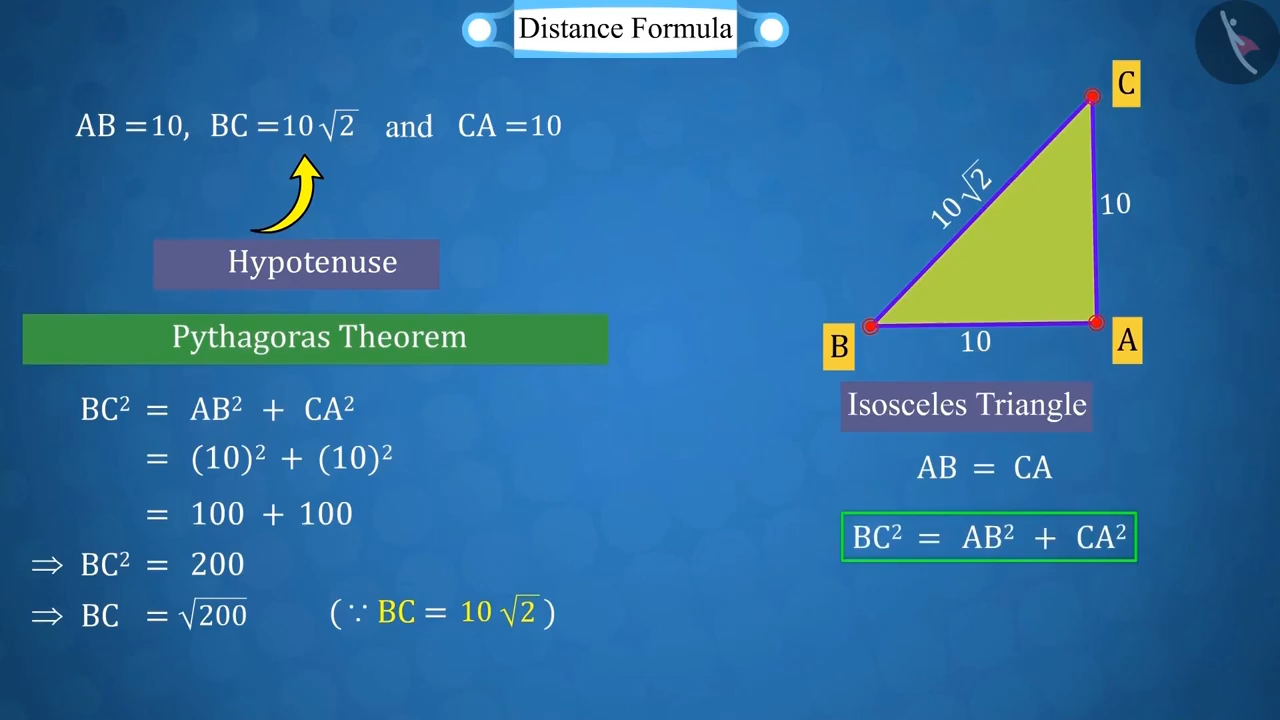 Distance Formula
AB = 10, BC = 10√2 and CA = 10
Hypotenuse
Pythagoras Theorem
BC² = AB² + CA²
= (10)² + (10)²
= 100 + 100
⇒ BC² = 200
⇒ BC = √200 (∵ BC = 10√2)
C
10√2
10
B
10
A
Isosceles Triangle
AB = CA
BC² = AB² + CA²